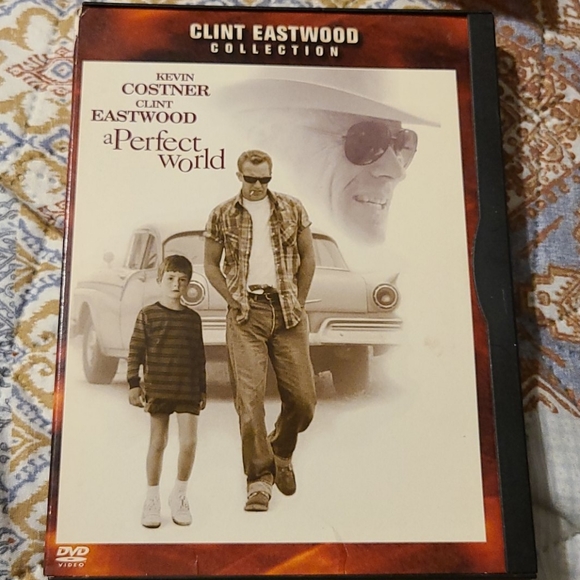 CLINT EASTWOOD
COLLECTION
KEVIN
COSTNER
CLINT
EASTWOOD
a Perfect
World
DVD
VIDEO